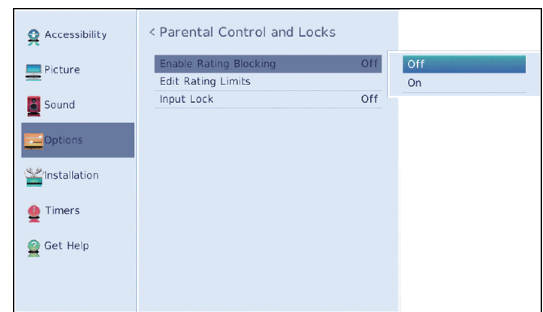 Accessibility
Picture
Sound
Options
Installation
Timers
Get Help
< Parental Control and Locks
Enable Rating Blocking Off
Edit Rating Limits
Input Lock Off
Off
On